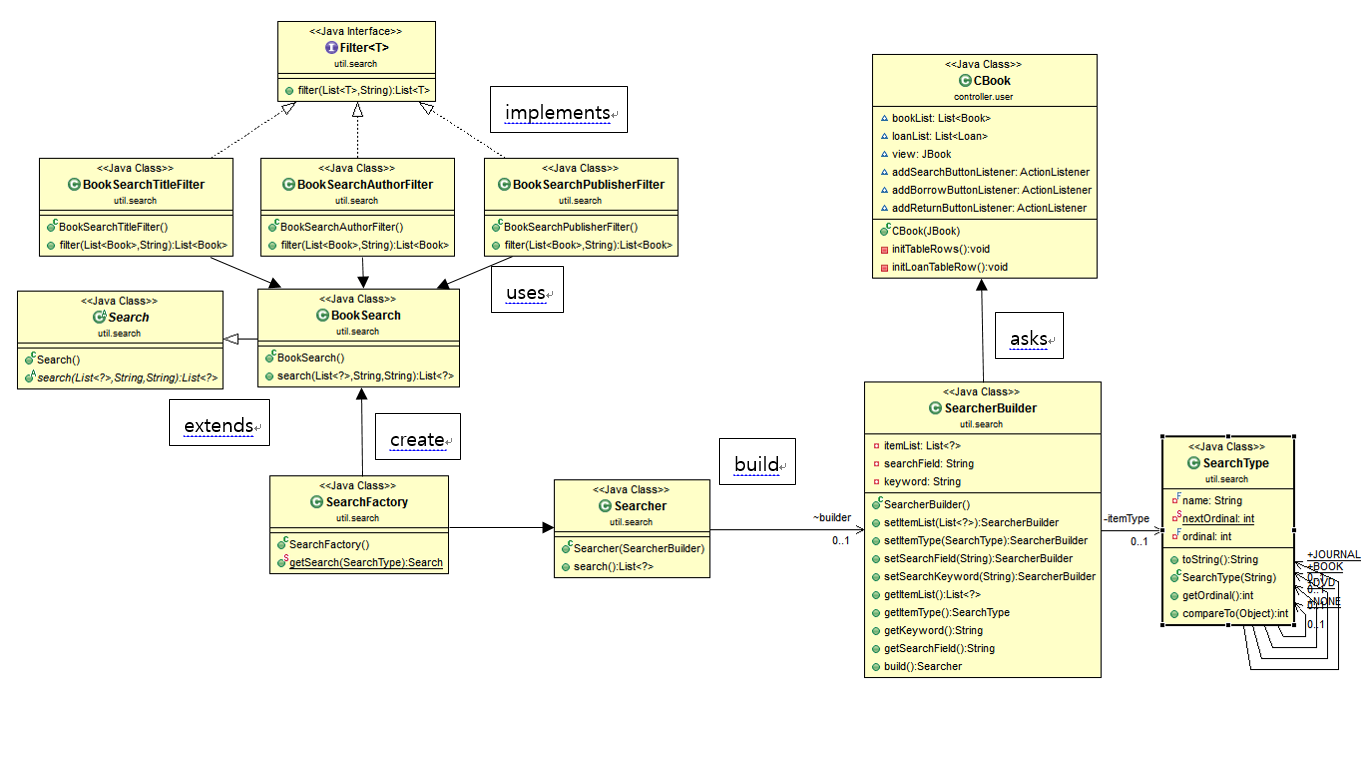 <<Java Interface>>
Filter<T>
util.search
filter(List<T>,String):List<T>
implements
<<Java Class>>
BookSearchTitleFilter
util.search
BookSearchTitleFilter()
filter(List<Book>,String):List<Book>
<<Java Class>>
BookSearchAuthorFilter
util.search
BookSearchAuthorFilter()
filter(List<Book>,String):List<Book>
<<Java Class>>
BookSearchPublisherFilter
util.search
BookSearchPublisherFilter()
filter(List<Book>,String):List<Book>
uses
<<Java Class>>
Search
util.search
Search()
search(List<?>,String,String):List<?>
<<Java Class>>
BookSearch
util.search
BookSearch()
search(List<?>,String,String):List<?>
extends
create
<<Java Class>>
SearchFactory
util.search
SearchFactory()
getSearch(SearchType):Search
<<Java Class>>
Searcher
util.search
Searcher(SearcherBuilder)
search():List<?>
build
~builder
0..1
<<Java Class>>
CBook
controller.user
bookList: List<Book>
loanList: List<Loan>
view: JBook
addSearchButtonListener: ActionListener
addBorrowButtonListener: ActionListener
addReturnButtonListener: ActionListener
CBook(JBook)
initTableRows():void
initLoanTableRow():void
asks
<<Java Class>>
SearcherBuilder
util.search
itemList: List<?>
searchField: String
keyword: String
SearcherBuilder()
setItemList(List<?>):SearcherBuilder
setItemType(SearchType):SearcherBuilder
setSearchField(String):SearcherBuilder
setSearchKeyword(String):SearcherBuilder
getItemList():List<?>
getItemType():SearchType
getKeyword():String
getSearchField():String
build():Searcher
-itemType
0..1
<<Java Class>>
SearchType
util.search
name: String
nextOrdinal: int
ordinal: int
toString():String
SearchType(String)
getOrdinal():int
compareTo(Object):int
+JOURNAL
+BOOK
+DVD
+NONE
0..1